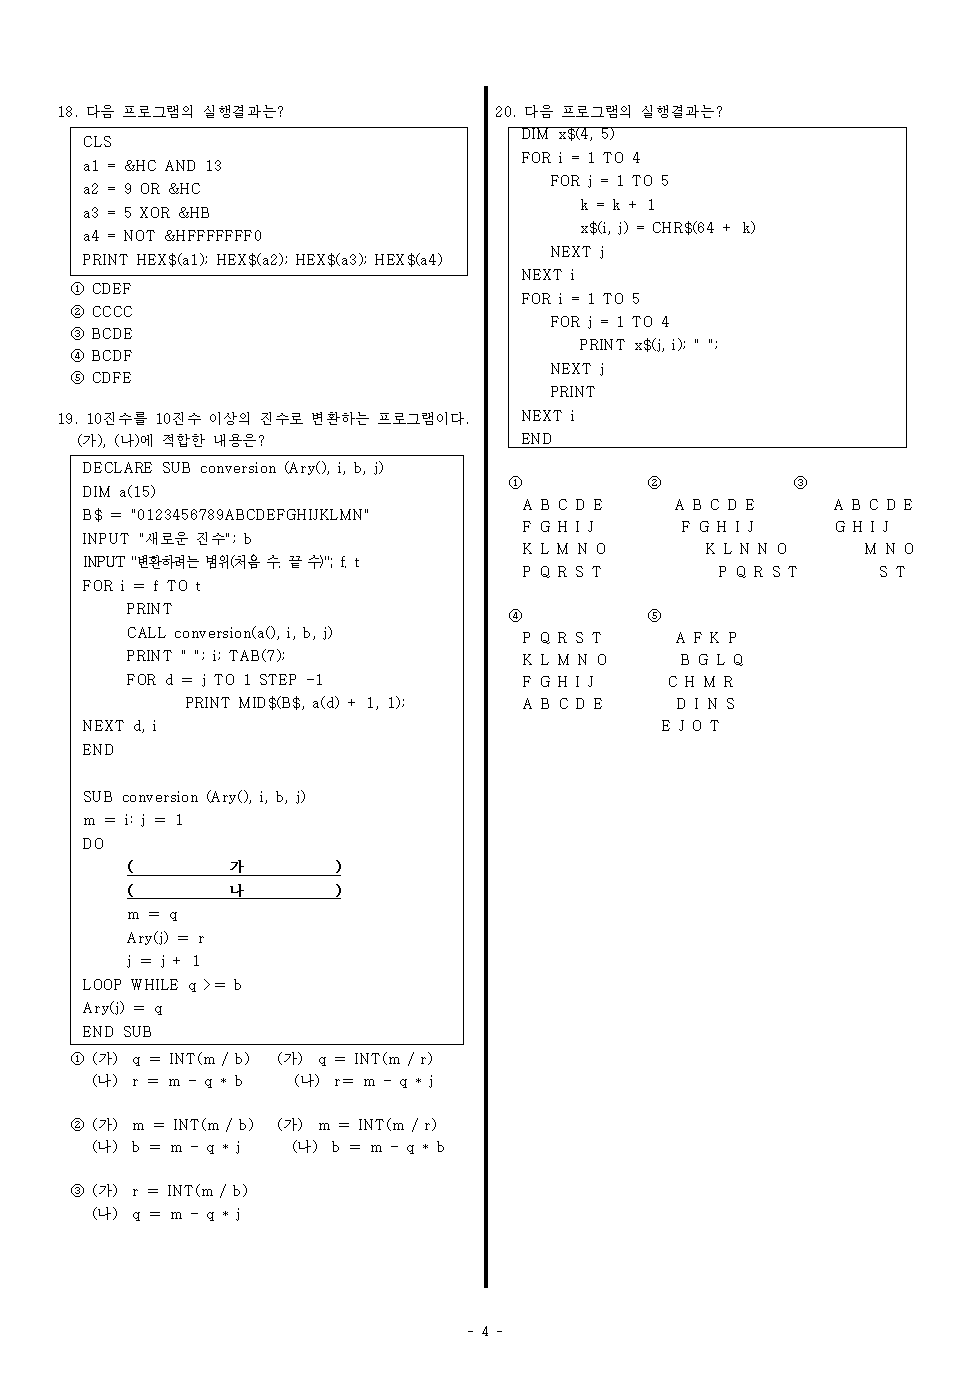 18. 다음 프로그램의 실행결과는?
CLS
a1 = &HC AND 13
a2 = 9 OR &HC
a3 = 5 XOR &HB
a4 = NOT &HFFFFFFF0
PRINT HEX$(a1); HEX$(a2); HEX$(a3); HEX$(a4)
① CDEF
② CCCC
③ BCDE
④ BCDF
⑤ CDFE
19. 10진수를 10진수 이상의 진수로 변환하는 프로그램이다.
(가), (나)에 적합한 내용은?
DECLARE SUB conversion (Ary(), i, b, j)
DIM a(15)
B$ = "0123456789ABCDEFGHIJKLMN"
INPUT "새로운 진수"; b
INPUT "변환하려는 범위(처음 수, 끝 수)"; f, t
FOR i = f TO t
PRINT
CALL conversion(a(), i, b, j)
PRINT " "; i; TAB(7);
FOR d = j TO 1 STEP -1
PRINT MID$(B$, a(d) + 1, 1);
NEXT d, i
END
SUB conversion (Ary(), i, b, j)
m = i: j = 1
DO
( 가 )
( 나 )
m = q
Ary(j) = r
j = j + 1
LOOP WHILE q >= b
Ary(j) = q
END SUB
① (가) q = INT(m / b) (가) q = INT(m / r)
(나) r = m - q * b (나) r= m - q * j
② (가) m = INT(m / b) (가) m = INT(m / r)
(나) b = m - q * j (나) b = m - q * b
③ (가) r = INT(m / b)
(나) q = m - q * j
20. 다음 프로그램의 실행결과는?
DIM x$(4, 5)
FOR i = 1 TO 4
FOR j = 1 TO 5
k = k + 1
x$(i, j) = CHR$(64 + k)
NEXT j
NEXT i
FOR i = 1 TO 5
FOR j = 1 TO 4
PRINT x$(j, i); " ";
NEXT j
PRINT
NEXT i
END
① ② ③
A B C D E A B C D E A B C D E
F G H I J F G H I J G H I J
K L M N O K L N N O M N O
P Q R S T P Q R S T S T
④ ⑤
P Q R S T A F K P
K L M N O B G L Q
F G H I J C H M R
A B C D E D I N S
E J O T
- 4 -